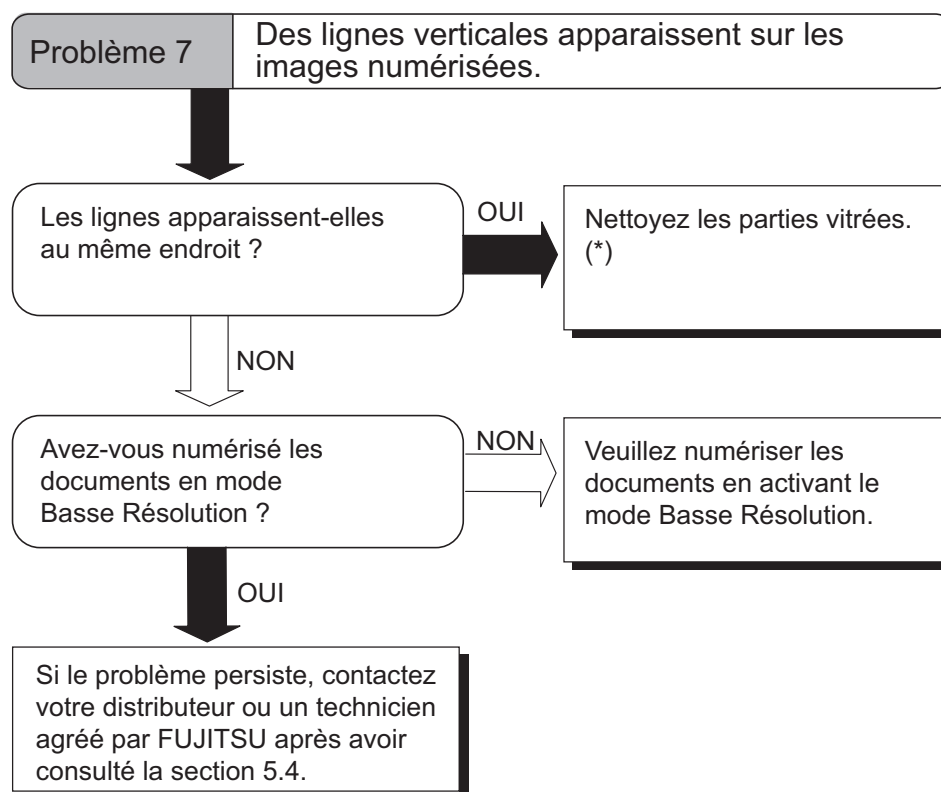 Problème 7
Des lignes verticales apparaissent sur les
images numérisées.
Les lignes apparaissent-elles
au même endroit ?
OUI
Nettoyez les parties vitrées.
(*)
NON
Avez-vous numérisé les
documents en mode
Basse Résolution ?
NON
Veuillez numériser les
documents en activant le
mode Basse Résolution.
OUI
Si le problème persiste, contactez
votre distributeur ou un technicien
agréé par FUJITSU après avoir
consulté la section 5.4.